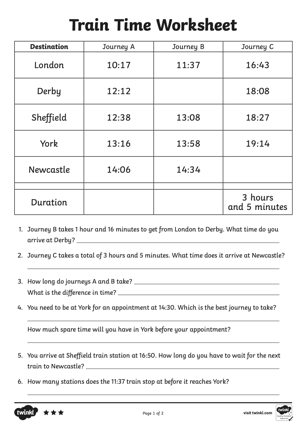 Train Time Worksheet
Destination Journey A Journey B Journey C
London 10:17 11:37 16:43
Derby 12:12 18:08
Sheffield 12:38 13:08 18:27
York 13:16 13:58 19:14
Newcastle 14:06 14:34
Duration 3 hours
and 5 minutes
1. Journey B takes 1 hour and 16 minutes to get from London to Derby. What time do you
arrive at Derby?
2. Journey C takes a total of 3 hours and 5 minutes. What time does it arrive at Newcastle?
3. How long do journeys A and B take?
What is the difference in time?
4. You need to be at York for an appointment at 14:30. Which is the best journey to take?
How much spare time you have in York before your appointment?
5. You arrive at Sheffield train station at 16:50. How long do you have to wait for the next
train to Newcastle?
6. How many stations does the 11:37 train stop at before it reaches York?
twinkl
Page 1 of 2
visit twinkl.com
twinkl